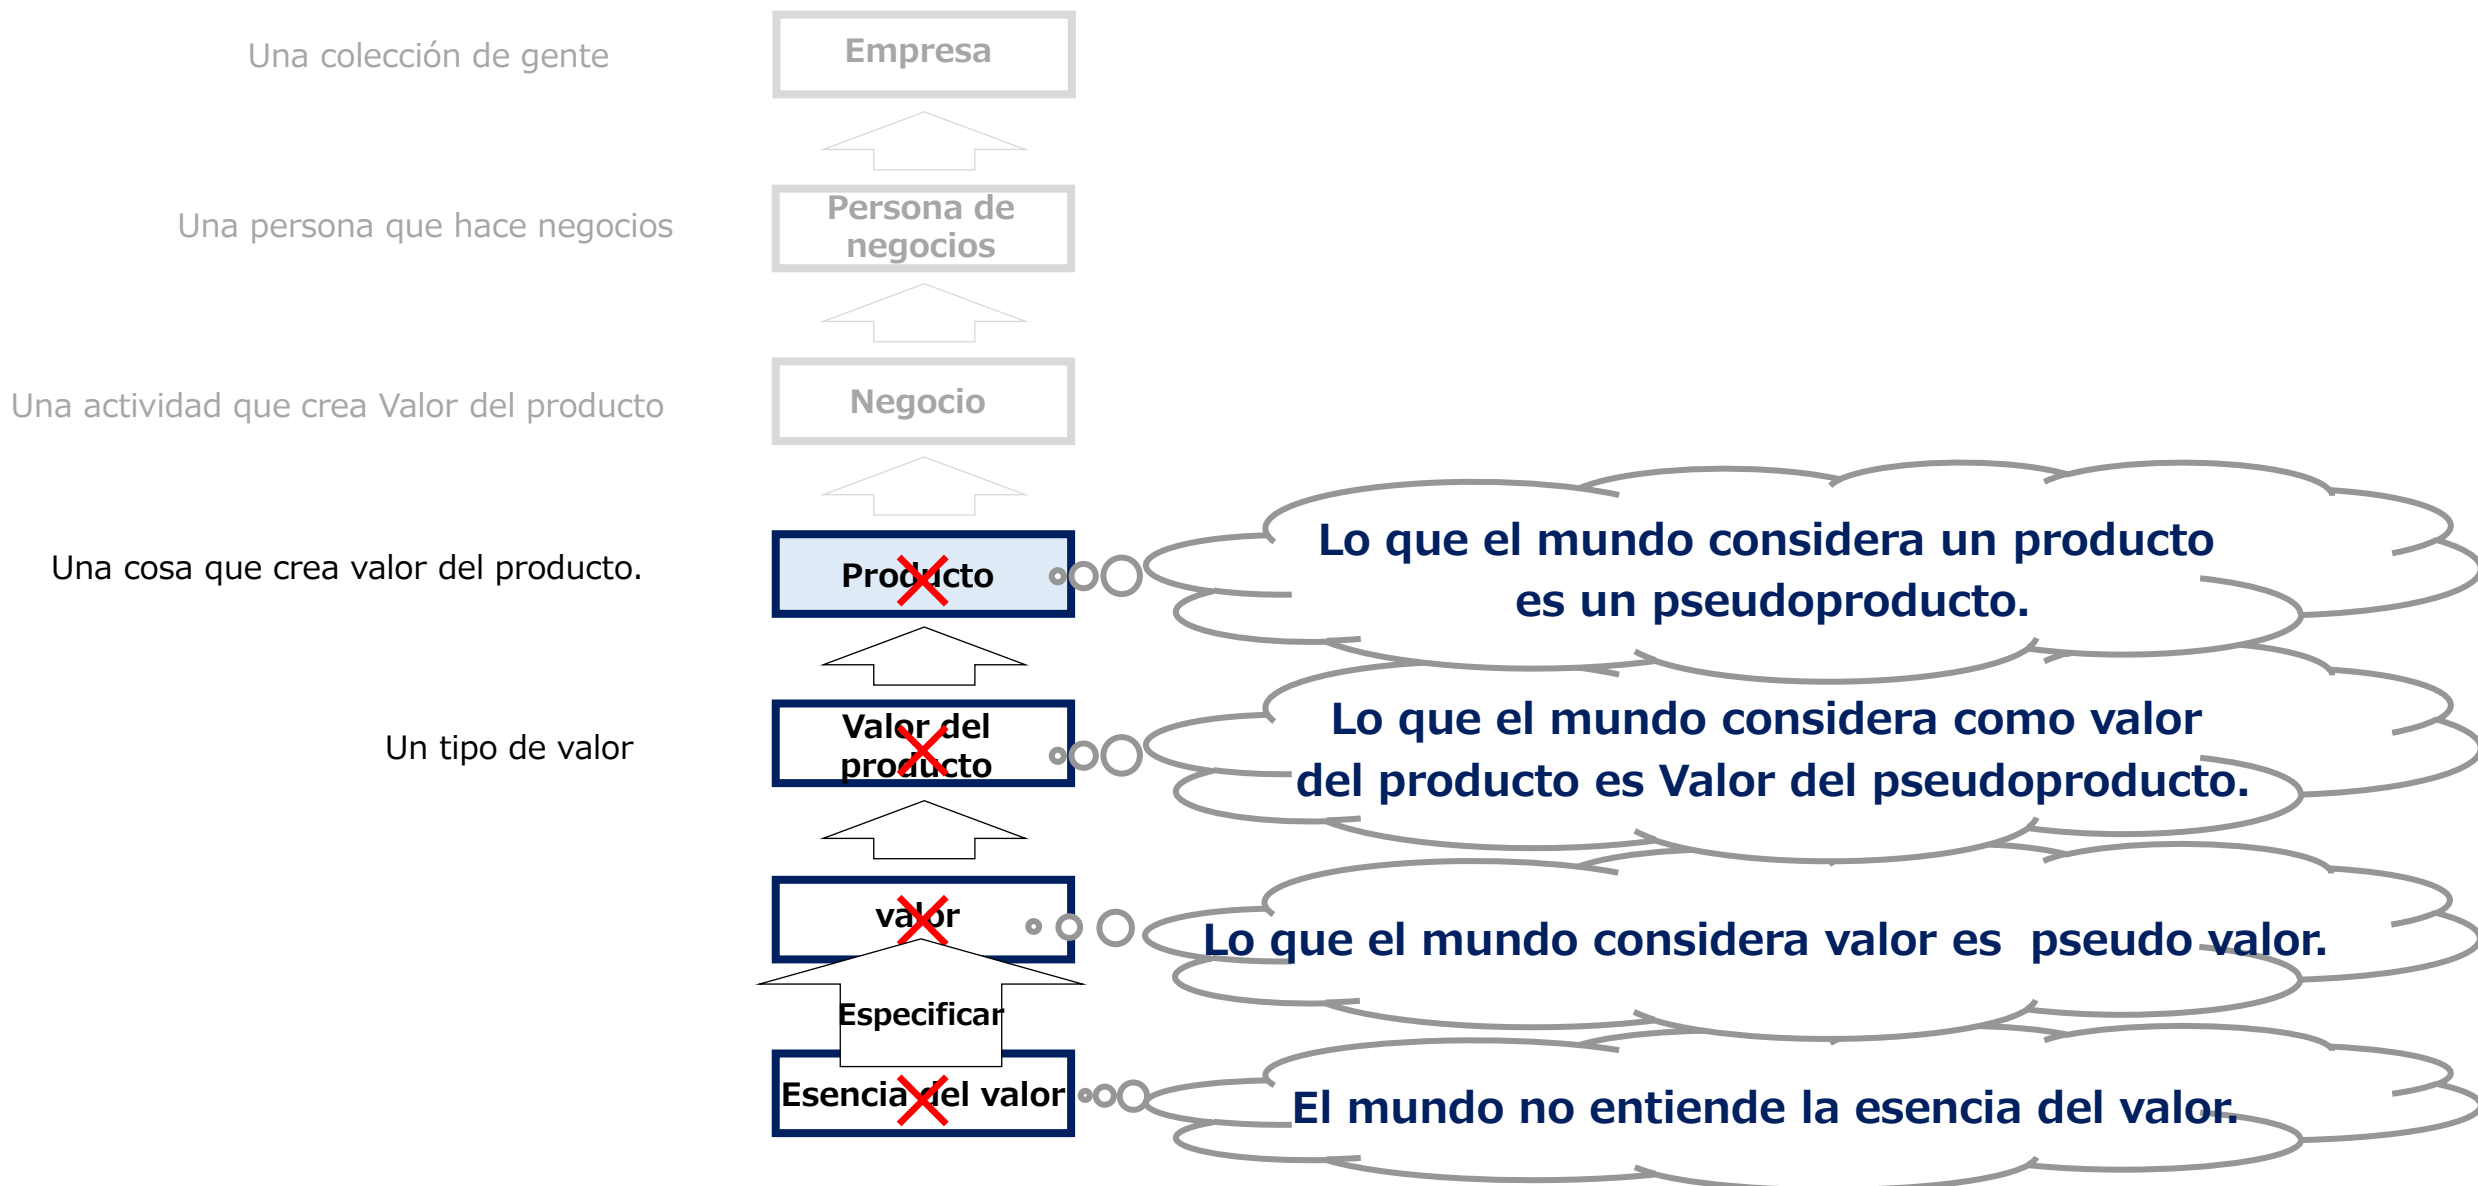 Una colección de gente
Empresa
Una persona que hace negocios
Persona de
negocios
Una actividad que crea Valor del producto
Negocio
Una cosa que crea valor del producto.
Producto
Lo que el mundo considera un producto
es un pseudoproducto.
Un tipo de valor
Valor del
producto
Lo que el mundo considera como valor
del producto es Valor del pseudoproducto.
valor
Lo que el mundo considera valor es  pseudo valor.
Especificar
Esencia del valor
El mundo no entiende la esencia del valor.